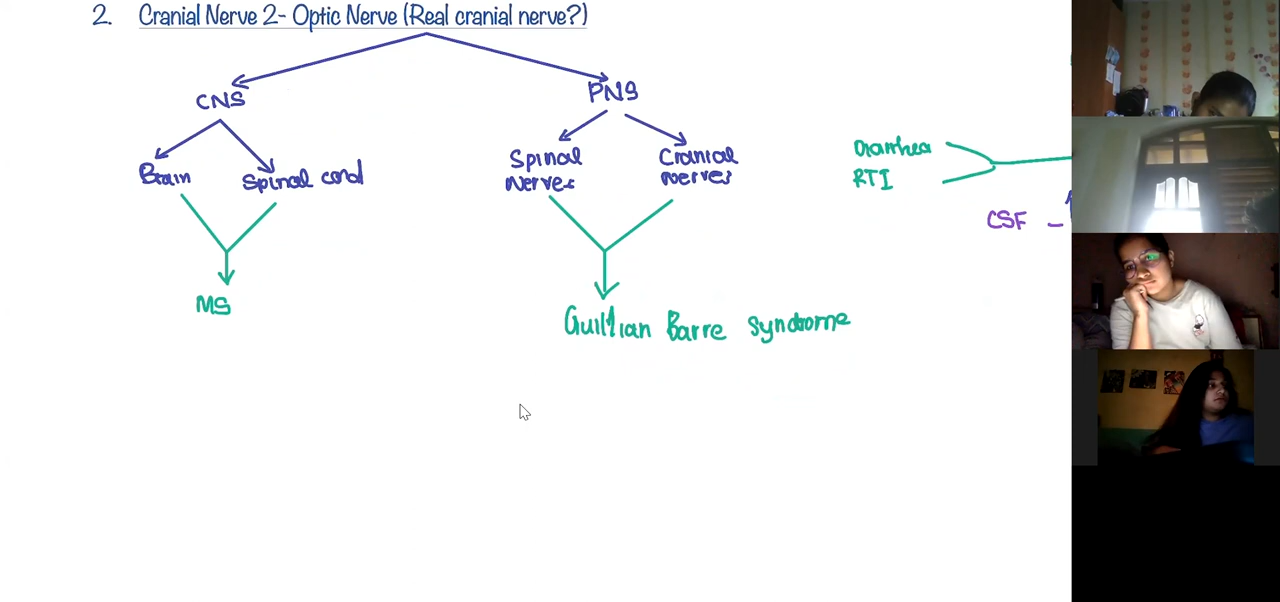 2. Cranial Nerve 2- Optic Nerve (Real cranial nerve?)
CNS
PNS
Brain
Spinal cord
Spinal
Nerves
Cranial
nerves
Diarrhea
RTI
CSF -
MS
Guillian Barre Syndrome